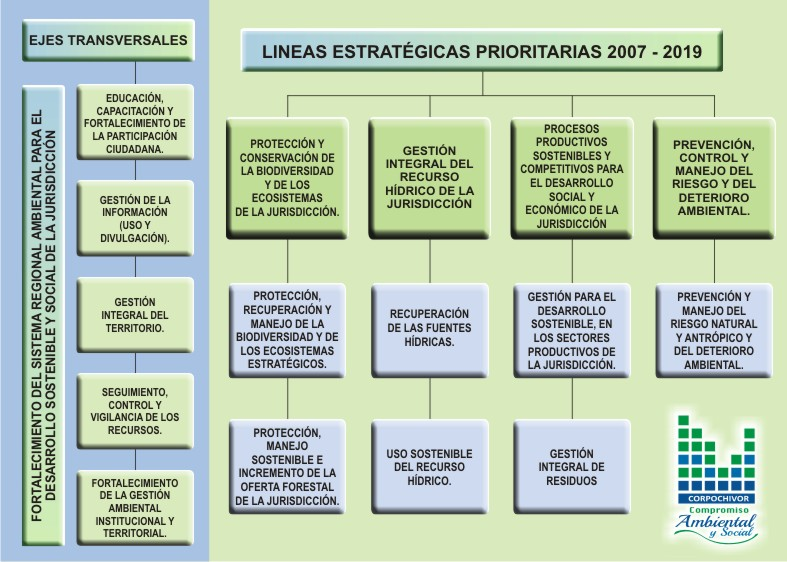 EJES TRANSVERSALES
FORTALECIMIENTO DEL SISTEMA REGIONAL AMBIENTAL PARA EL
DESARROLLO SOSTENIBLE Y SOCIAL DE LA JURISDICCIÓN
EDUCACIÓN,
CAPACITACIÓN Y
FORTALECIMIENTO DE
LA PARTICIPACIÓN
CIUDADANA.
GESTIÓN DE LA
INFORMACIÓN
(USO Y
DIVULGACIÓN).
GESTIÓN
INTEGRAL DEL
TERRITORIO.
SEGUIMIENTO,
CONTROL Y
VIGILANCIA DE LOS
RECURSOS.
FORTALECIMIENTO
DE LA GESTIÓN
AMBIENTAL
INSTITUCIONAL Y
TERRITORIAL.
LINEAS ESTRATÉGICAS PRIORITARIAS 2007 - 2019
PROTECCIÓN Y
CONSERVACIÓN DE
LA BIODIVERSIDAD
Y DE LOS
ECOSISTEMAS
DE LA JURISDICCIÓN.
GESTIÓN
INTEGRAL DEL
RECURSO
HÍDRICO DE LA
JURISDICCIÓN
PROCESOS
PRODUCTIVOS
SOSTENIBLES Y
COMPETITIVOS PARA
EL DESARROLLO
SOCIAL Y
ECONÓMICO DE LA
JURISDICCIÓN
PREVENCIÓN,
CONTROL Y
MANEJO DEL
RIESGO Y DEL
DETERIORO
AMBIENTAL.
PROTECCIÓN,
RECUPERACIÓN Y
MANEJO DE LA
BIODIVERSIDAD Y DE
LOS ECOSISTEMAS
ESTRATÉGICOS.
RECUPERACIÓN
DE LAS FUENTES
HÍDRICAS.
GESTIÓN PARA EL
DESARROLLO
SOSTENIBLE, EN
LOS SECTORES
PRODUCTIVOS DE
LA JURISDICCIÓN.
PREVENCIÓN Y
MANEJO DEL
RIESGO NATURAL
Y ANTRÓPICO Y
DEL DETERIORO
AMBIENTAL.
PROTECCIÓN,
MANEJO
SOSTENIBLE E
INCREMENTO DE LA
OFERTA FORESTAL
DE LA JURISDICCIÓN.
USO SOSTENIBLE
DEL RECURSO
HÍDRICO.
GESTIÓN
INTEGRAL DE
RESIDUOS
CORPOCHIVOR
Compromiso
Ambiental
y Social